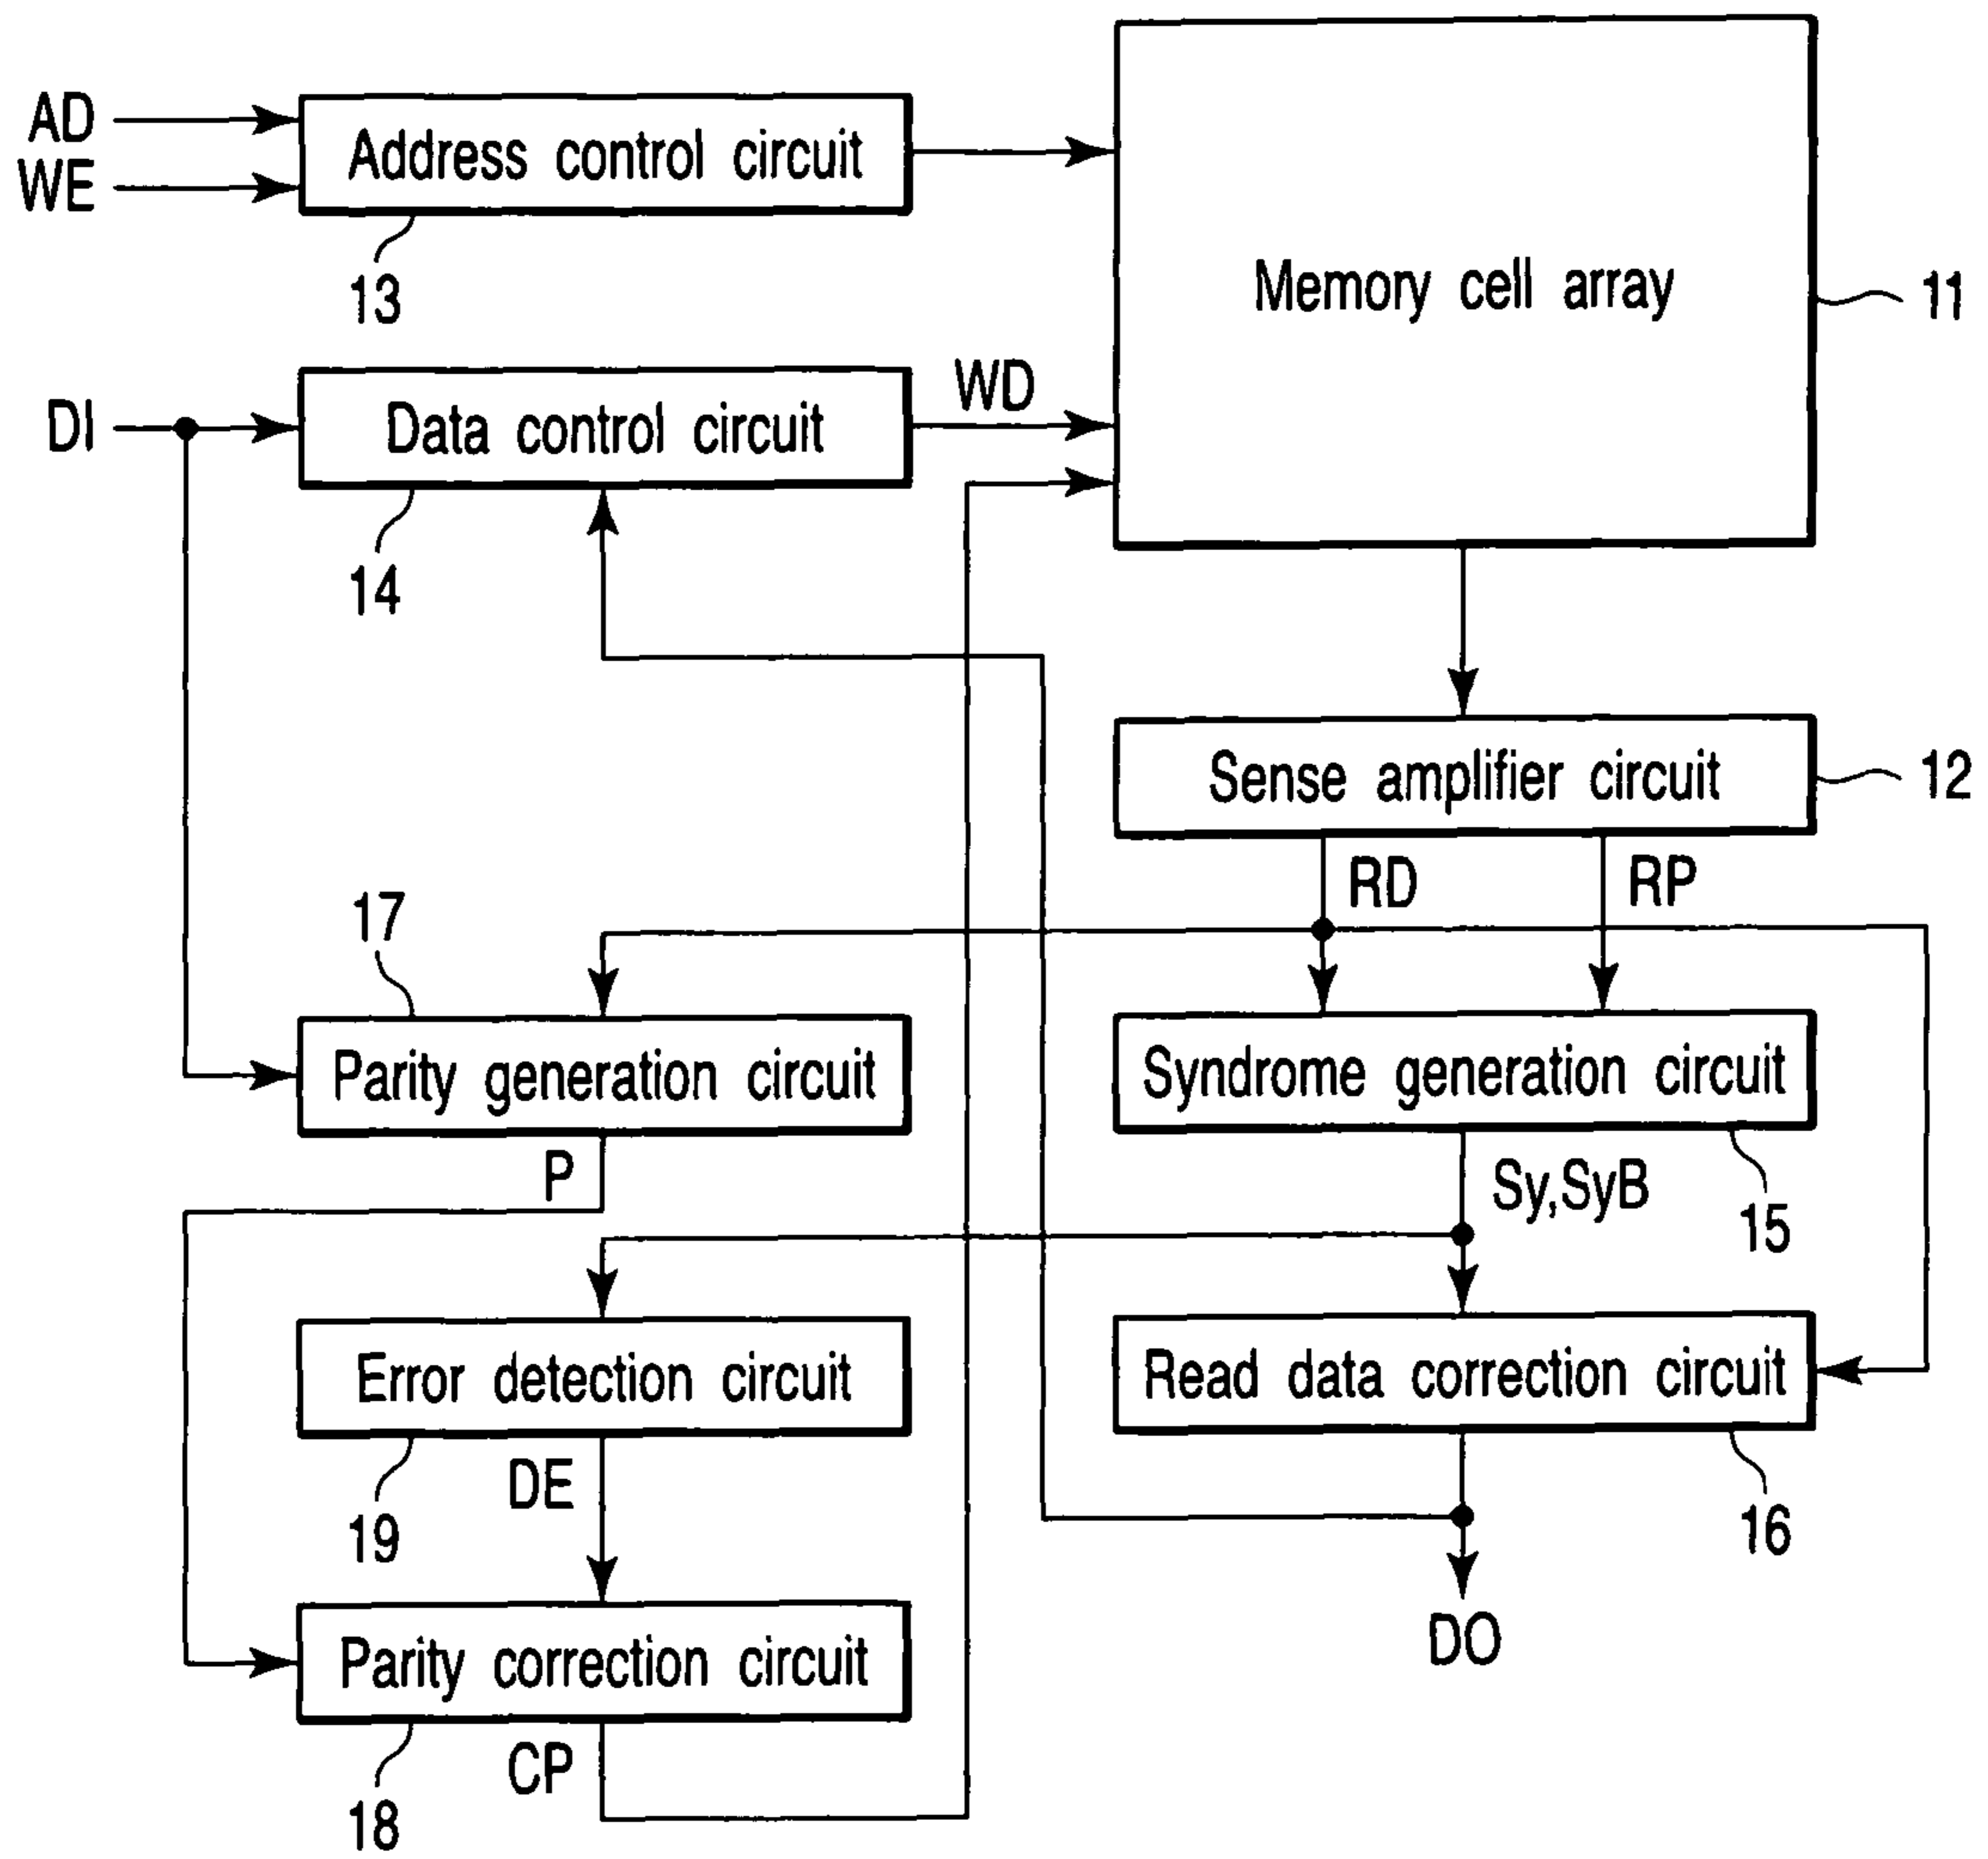 AD
WE
Address control circuit
13
Memory cell array
11
DI
Data control circuit
WD
14
Sense amplifier circuit
12
RD
RP
17
Parity generation circuit
Syndrome generation circuit
P
Sy,SyB
15
Error detection circuit
Read data correction circuit
DE
19
16
DO
Parity correction circuit
CP
18